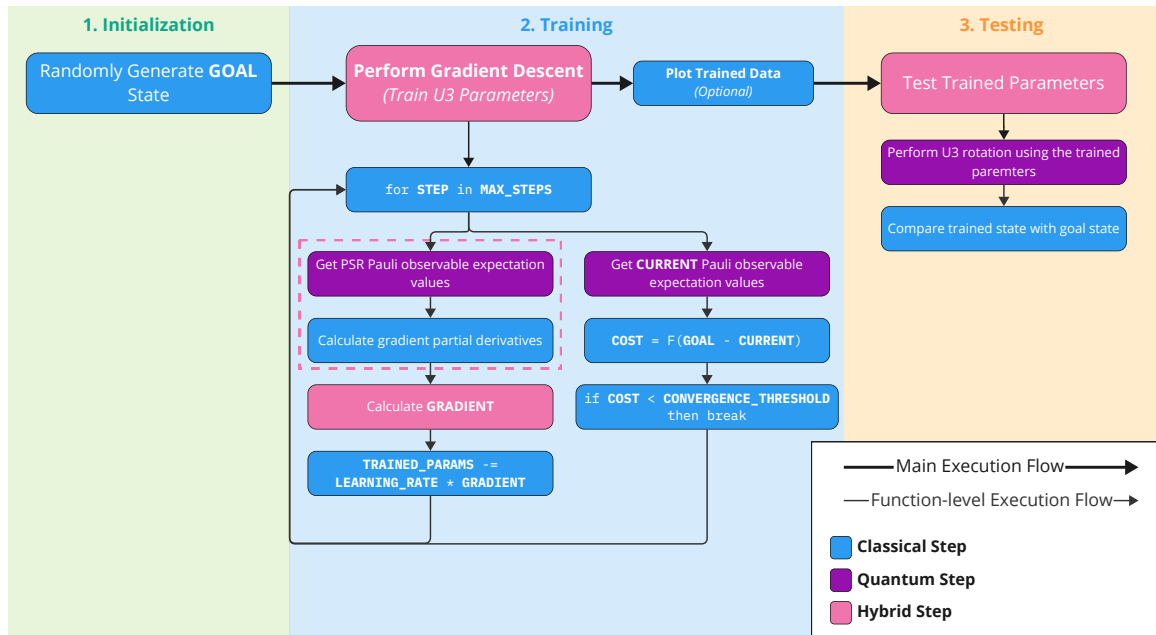 1. Initialization
Randomly Generate GOAL
State
2. Training
Perform Gradient Descent
(Train U3 Parameters)
Plot Trained Data
(Optional)
for STEP in MAX_STEPS
Get PSR Pauli observable expectation
values
Calculate gradient partial derivatives
Calculate GRADIENT
TRAINED_PARAMS -=
LEARNING_RATE * GRADIENT
Get CURRENT Pauli observable
expectation values
COST = F(GOAL - CURRENT)
if COST < CONVERGENCE_THRESHOLD
then break
3. Testing
Test Trained Parameters
Perform U3 rotation using the trained
paremters
Compare trained state with goal state
Main Execution Flow
Function-level Execution Flow
Classical Step
Quantum Step
Hybrid Step